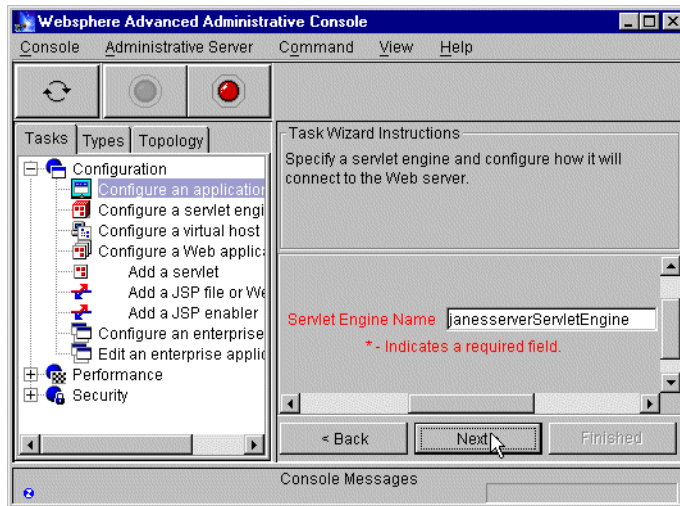 Websphere Advanced Administrative Console
Console Administrative Server Command View Help
Tasks Types Topology
Configuration
Configure an application
Configure a servlet engi
Configure a virtual host
Configure a Web applic
Add a servlet
Add a JSP file or We
Add a JSP enabler
Configure an enterprise
Edit an enterprise applic
Performance
Security
Task Wizard Instructions
Specify a servlet engine and configure how it will
connect to the Web server.
Servlet Engine Name janesserverServletEngine
* - Indicates a required field.
< Back Next Finished
Console Messages